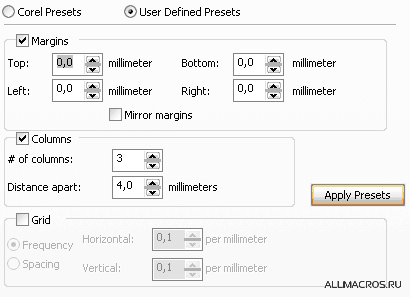 Corel Presets User Defined Presets
Margins
Top: 0,0 millimeter Bottom: 0,0 millimeter
Left: 0,0 millimeter Right: 0,0 millimeter
Mirror margins
Columns
# of columns: 3
Distance apart: 4,0 millimeters
Apply Presets
Grid
Frequency Horizontal: 0,1 per millimeter
Spacing Vertical: 0,1 per millimeter
ALLMACROS.RU